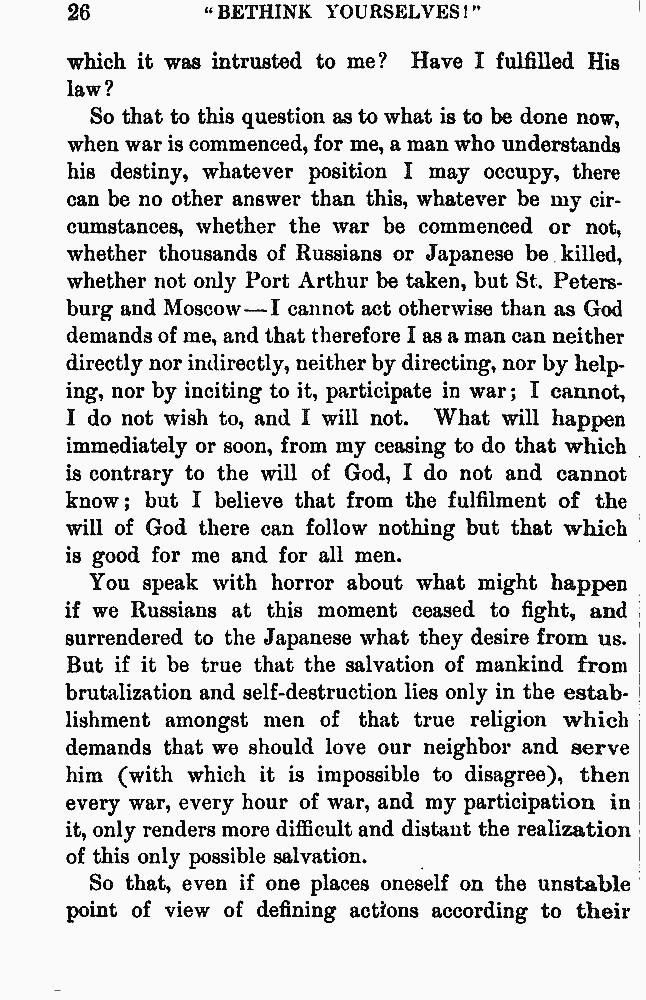 26 "BETHINK YOURSELVES!"
which it was intrusted to me? Have I fulfilled His
law?
So that to this question as to what is to be done now,
when war is commenced, for me, a man who understands
his destiny, whatever position I may occupy, there
can be no other answer than this, whatever be my cir-
cumstances, whether the war be commenced or not,
whether thousands of Russians or Japanese be killed,
whether not only Port Arthur be taken, but St. Peters-
burg and Moscow—I cannot act otherwise than as God
demands of me, and that therefore I as a man can neither
directly nor indirectly, neither by directing, nor by help-
ing, nor by inciting to it, participate in war; I cannot,
I do not wish to, and I will not. What will happen
immediately or soon, from my ceasing to do that which
is contrary to the will of God, I do not and cannot
know; but I believe that from the fulfilment of the
will of God there can follow nothing but that which
is good for me and for all men.
You speak with horror about what might happen
if we Russians at this moment ceased to fight, and
surrendered to the Japanese what they desire from us.
But if it be true that the salvation of mankind from
brutalization and self-destruction lies only in the estab-
lishment amongst men of that true religion which
demands that we should love our neighbor and serve
him (with which it is impossible to disagree), then
every war, every hour of war, and my participation in
it, only renders more difficult and distant the realization
of this only possible salvation.
So that, even if one places oneself on the unstable
point of view of defining actions according to their